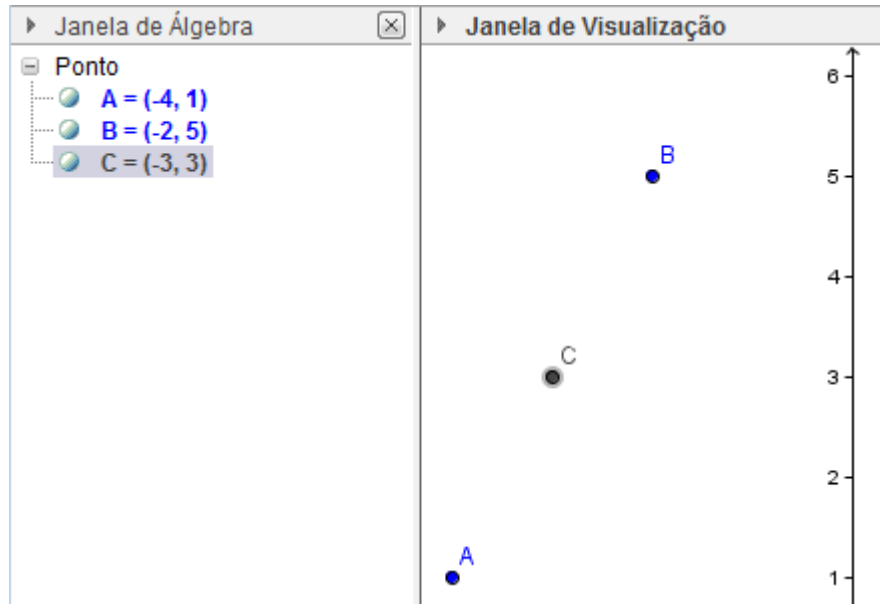 Janela de Álgebra
Ponto
A = (-4, 1)
B = (-2, 5)
C = (-3, 3)
Janela de Visualização
6
B
5
4
C
3
2
A
1